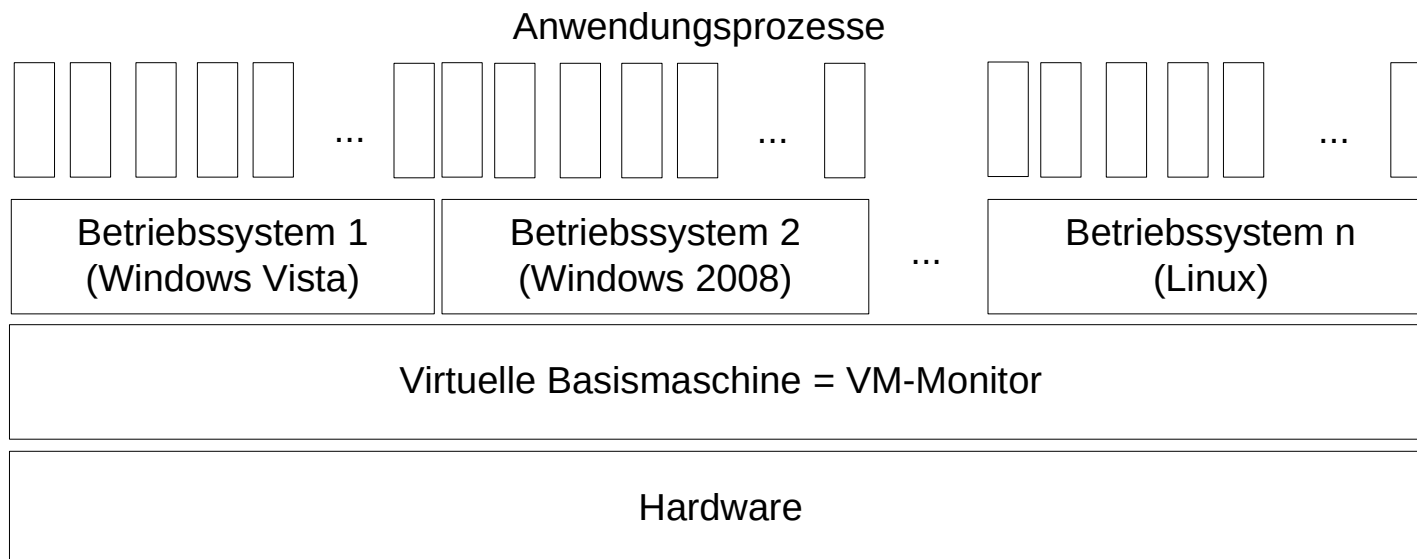 Anwendungsprozesse
... ... ...
Betriebssystem 1 Betriebssystem 2 Betriebssystem n
(Windows Vista) (Windows 2008) ... (Linux)
Virtuelle Basismaschine = VM-Monitor
Hardware